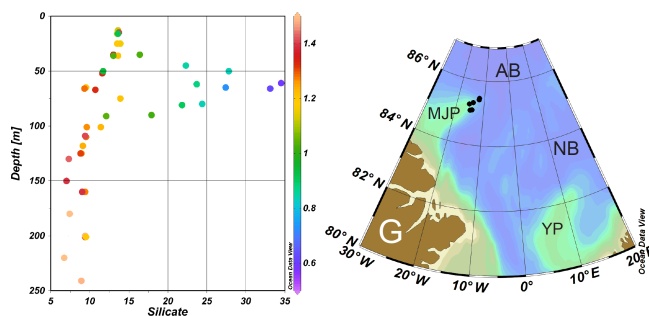 0
50
100
150
200
250
Depth [m]
5
10
15
20
25
30
35
Silicate
1.4
1.2
1
0.8
0.6
Ocean Data View
86°N
84°N
82°N
80°N
30°W
20°W
10°W
0°
10°E
20°E
AB
MJP
NB
YP
G
Ocean Data View